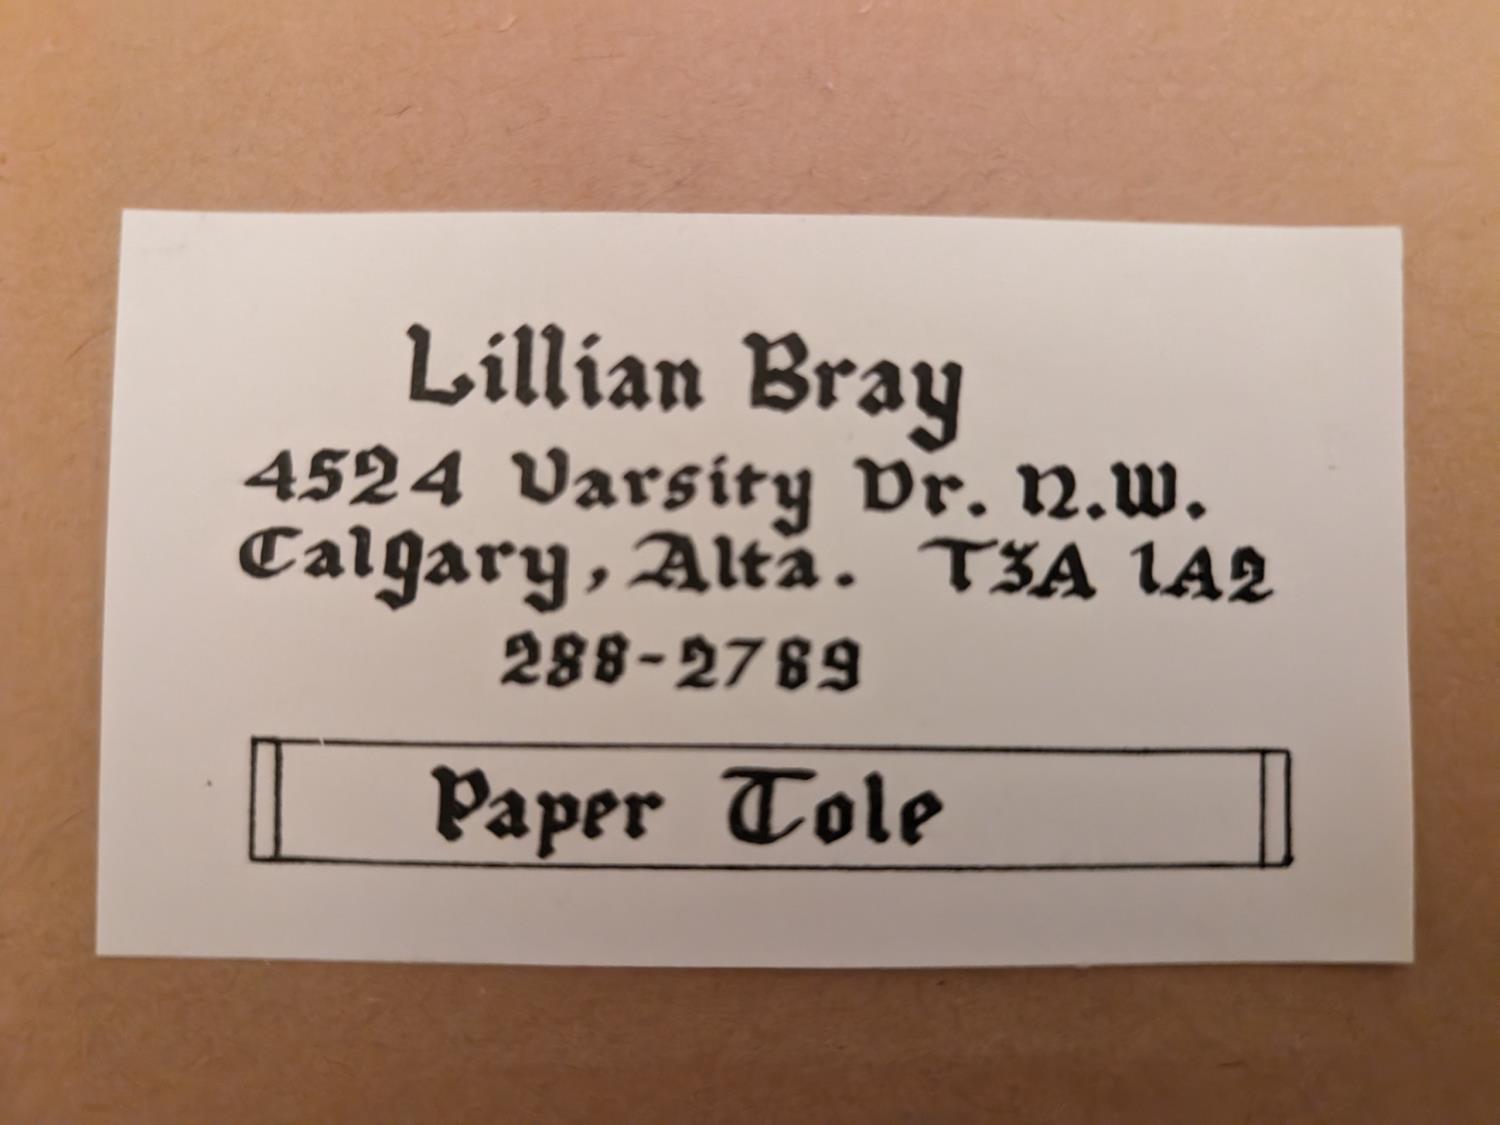 Lillian Bray
4524 Varsity Dr. N.W.
Calgary, Alta. T3A 1A2
288-2789
Paper Tole